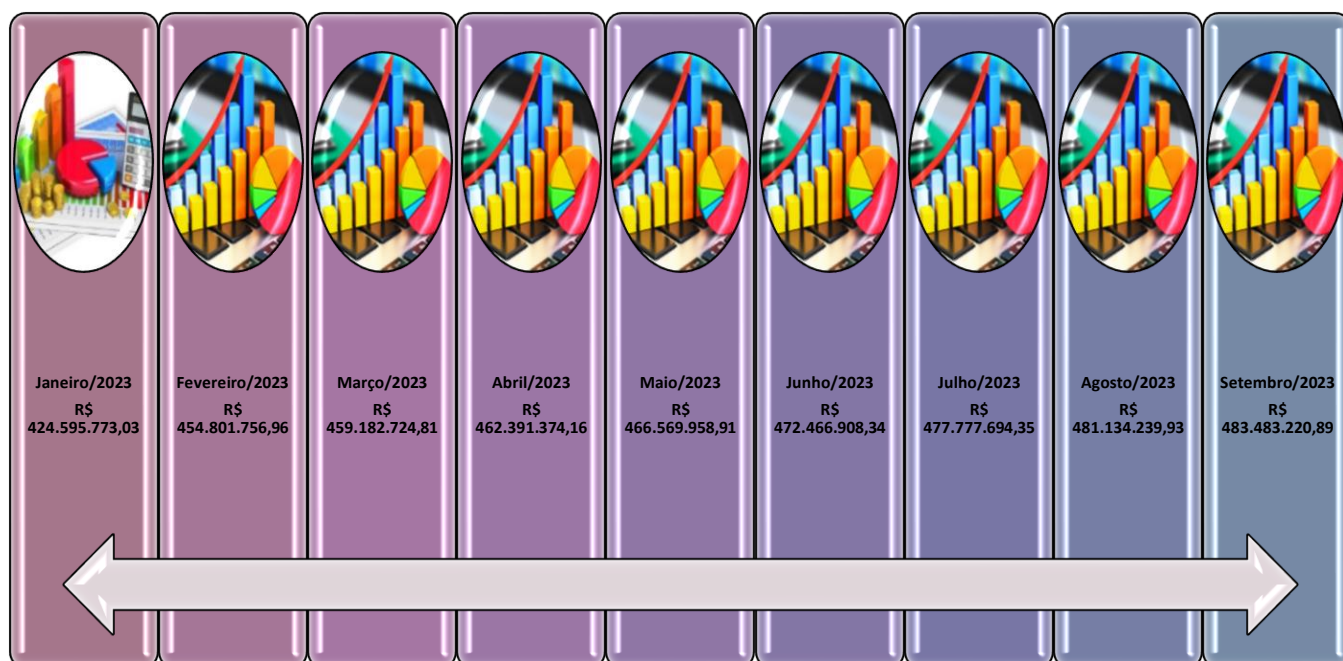 Janeiro/2023
R$
424.595.773,03
Fevereiro/2023
R$
454.801.756,96
Março/2023
R$
459.182.724,81
Abril/2023
R$
462.391.374,16
Maio/2023
R$
466.569.958,91
Junho/2023
R$
472.466.908,34
Julho/2023
R$
477.777.694,35
Agosto/2023
R$
481.134.239,93
Setembro/2023
R$
483.483.220,89